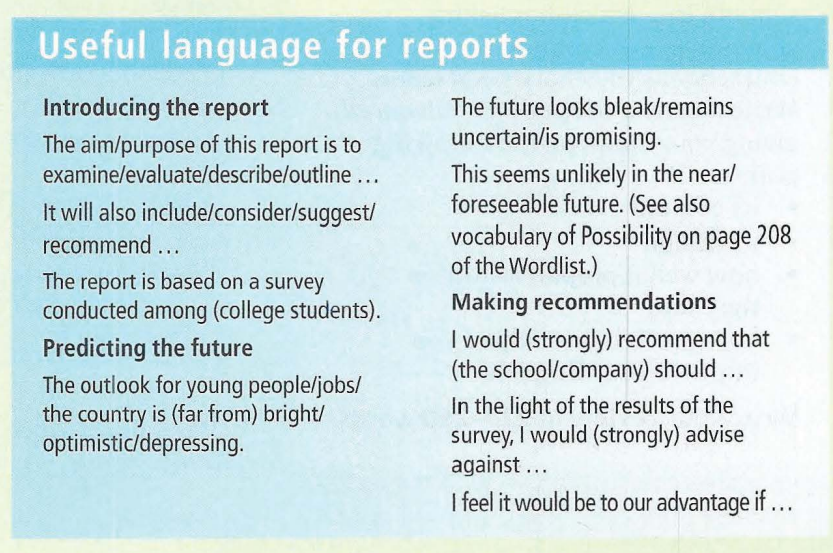 Useful language for reports
Introducing the report
The aim/purpose of this report is to
examine/evaluate/describe/outline ...
It will also include/consider/suggest/
recommend ...
The report is based on a survey
conducted among (college students).
Predicting the future
The outlook for young people/jobs/
the country is (far from) bright/
optimistic/depressing.
The future looks bleak/remains
uncertain/is promising.
This seems unlikely in the near/
foreseeable future. (See also
vocabulary of Possibility on page 208
of the Wordlist.)
Making recommendations
I would (strongly) recommend that
(the school/company) should ...
In the light of the results of the
survey, I would (strongly) advise
against ...
I feel it would be to our advantage if ...